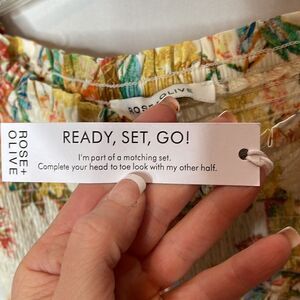 ROSE + OLIVE
ROSE +
OLIVE
READY, SET, GO!
I'm part of a matching set.
Complete your head to toe look with my other half.